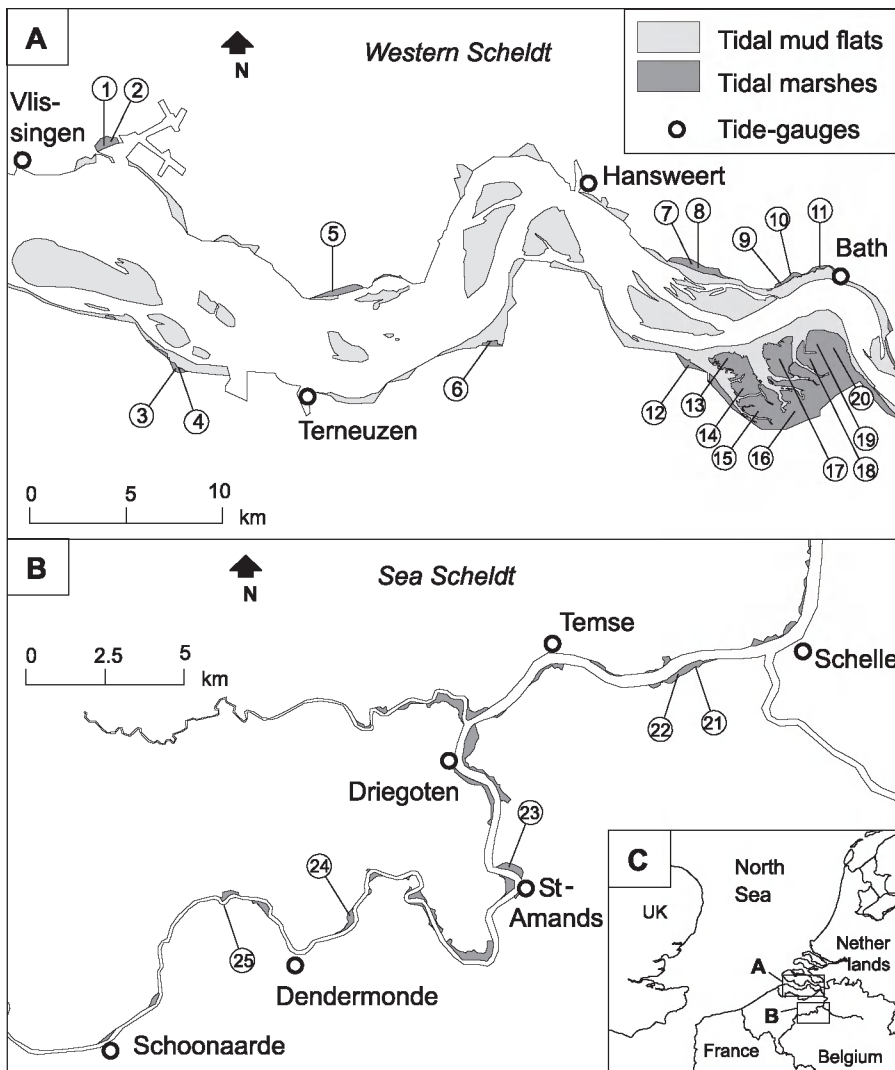 A
N
Western Scheldt
Tidal mud flats
Tidal marshes
Tide-gauges
1
2
Vlis-
singen
Hansweert
5
7
8
9
10
11
Bath
3
4
Terneuzen
6
12
13
14
15
16
17
18
19
20
0
5
10
km
B
N
Sea Scheldt
0
2.5
5
km
Temse
Schelle
22
21
Driegoten
23
St-
Amands
24
25
Dendermonde
Schoonaarde
C
North
Sea
UK
Nether
lands
A
B
France
Belgium